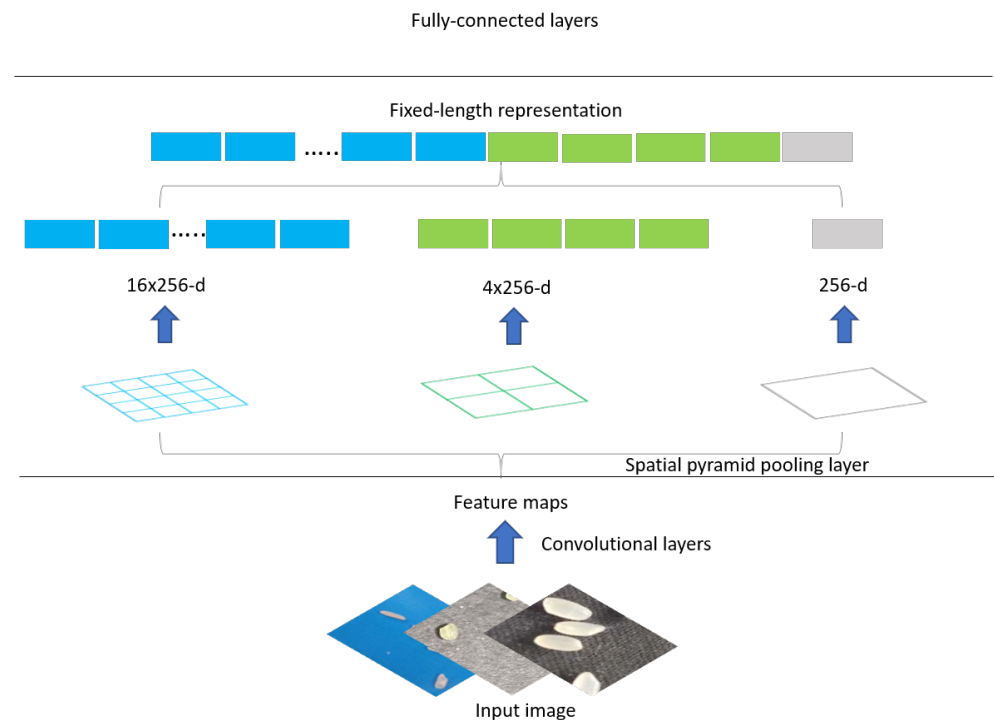 Fully-connected layers
Fixed-length representation
.....
.....
16x256-d
4x256-d
256-d
Spatial pyramid pooling layer
Feature maps
Convolutional layers
Input image